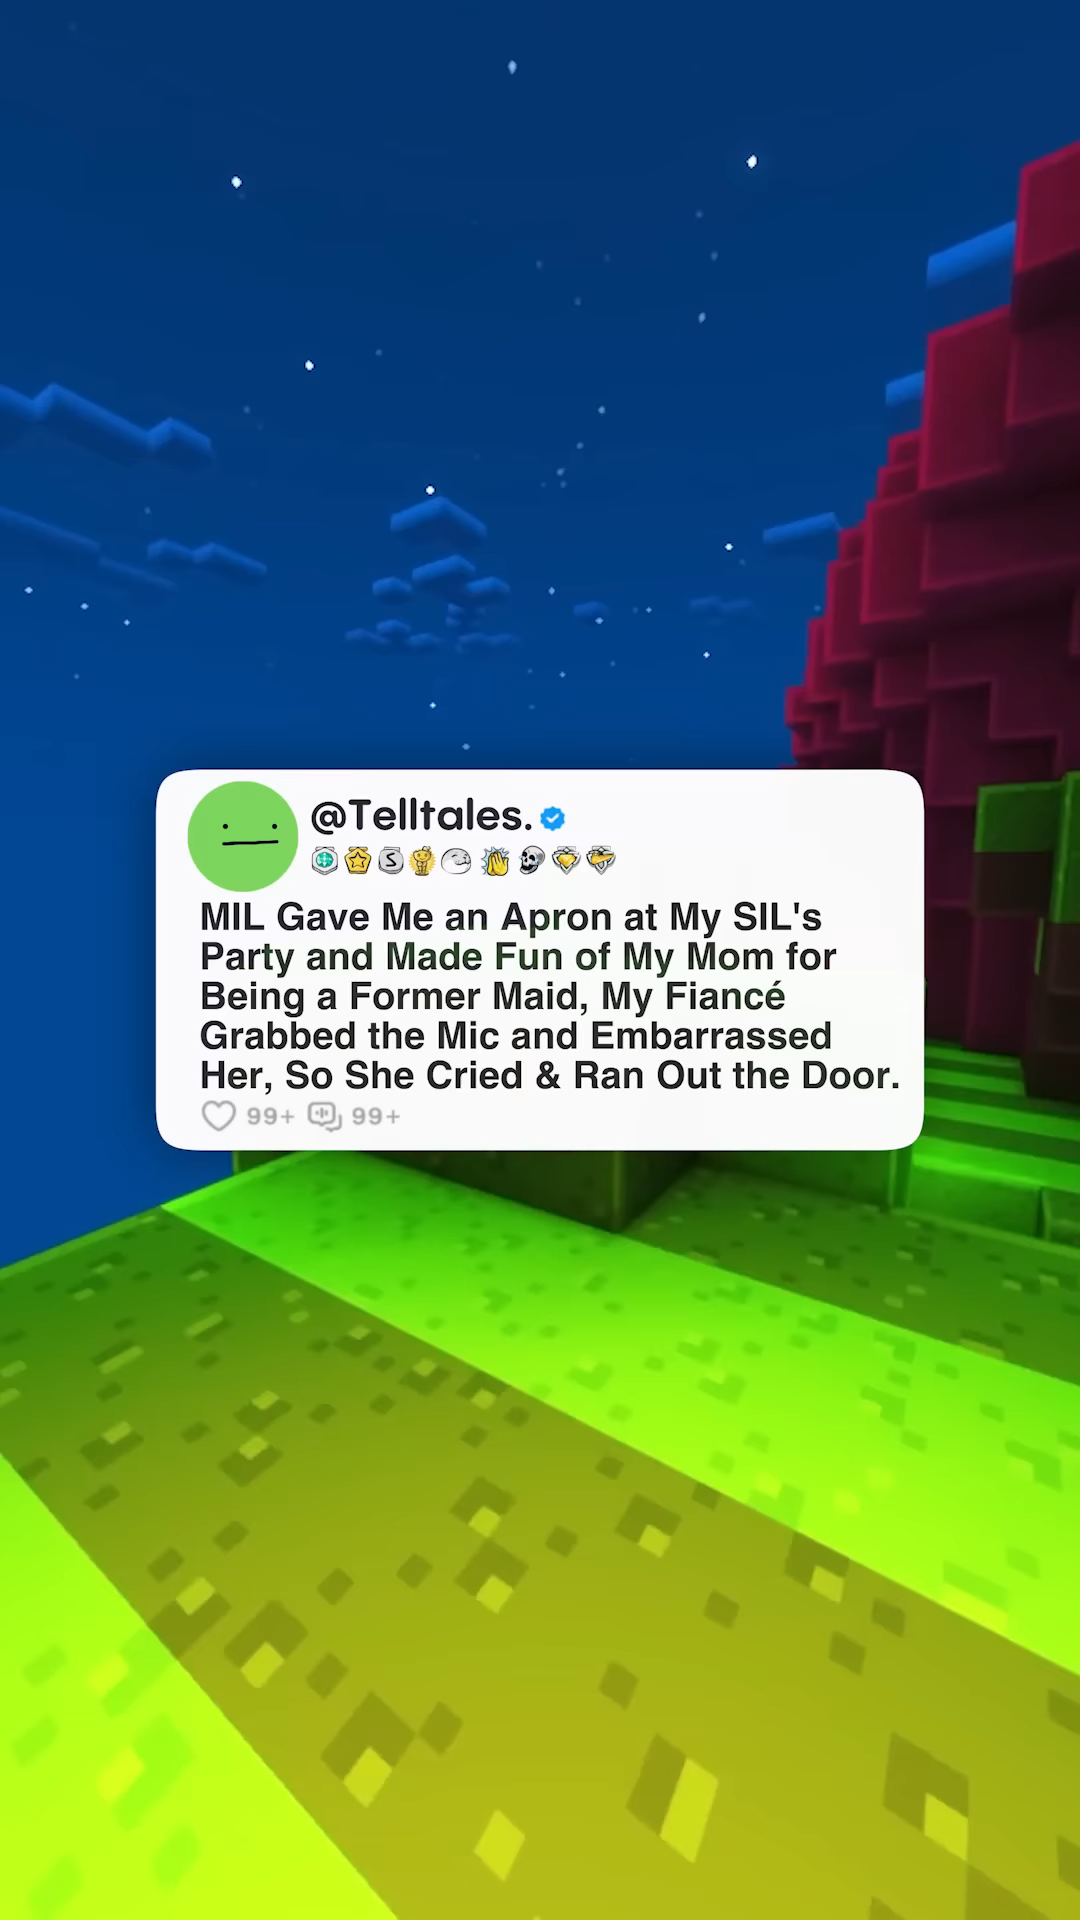 @Telltales.
MIL Gave Me an Apron at My SIL's
Party and Made Fun of My Mom for
Being a Former Maid, My Fiancé
Grabbed the Mic and Embarrassed
Her, So She Cried & Ran Out the Door.
99+ 99+